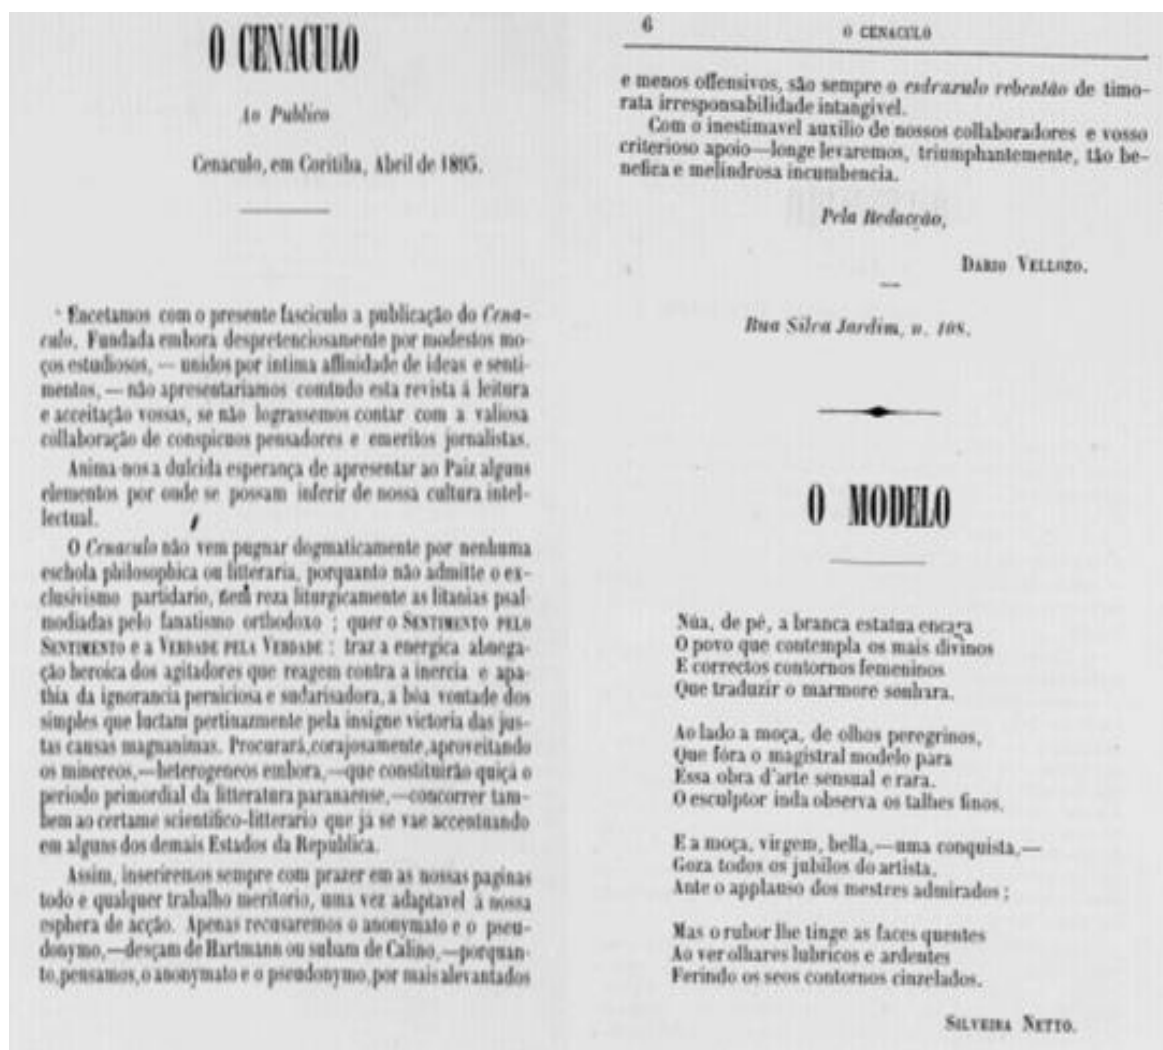 O CENACULO
Ao Publico
Cenaculo, em Coritiba, Abril de 1895.
Encetamos com o presente fasciculo a publicação do Cena-
culo. Fundada embora despretenciosamente por modestos mo-
ços estudiosos, — unidos por intima affinidade de ideas e senti-
mentos, — não apresentariamos comtudo esta revista á leitura
e acceitação vossas, se não lograssemos contar com a valiosa
collaboração de conspicuos pensadores e emeritos jornalistas.
Anima-nos a dulcida esperança de apresentar ao Paiz alguns
elementos por onde se possam inferir de nossa cultura intel-
lectual.
O Cenaculo não vem pugnar dogmaticamente por nenhuma
eschola philosophica ou litteraria, porquanto não admitte o ex-
clusivismo partidario, nem reza liturgicamente as litanias psal-
modiadas pelo fanatismo orthodoxo ; quer o SENTIMENTO PELO
SENTIMENTO e a VERDADE PELA VERDADE : traz a energica abnega-
ção heroica dos agitadores que reagem contra a inercia e apa-
thia da ignorancia perniciosa e sudarisadora, a bôa vontade dos
simples que luctam pertinazmente pela insigne victoria das jus-
tas causas magnanimas. Procurará, corajosamente, aproveitando
os minereos,—heterogeneos embora,—que constituirão quiçá o
periodo primordial da litteratura paranaense,—concorrer tam-
bem ao certame scientifico-litterario que já se vae accentuando
em alguns dos demais Estados da Republica.
Assim, inseriremos sempre com prazer em as nossas paginas
todo e qualquer trabalho meritorio, uma vez adaptavel á nossa
esphera de acção. Apenas recusaremos o anonymato e o pseu-
donymo,—desçam de Hartmann ou subam de Calino,—porquan-
to, pensamos, o anonymato e o pseudonymo, por mais alevantados
6
O CENACULO
e menos offensivos, são sempre o rebentão de timo-
rata irresponsabilidade intangivel.
Com o inestimavel auxilio de nossos collaboradores e vosso
criterioso apoio—longe levaremos, triumphantemente, tão be-
nefica e melindrosa incumbencia.
Pela Redacção,
DARIO VELLOZO.
Rua Silva Jardim, n. 108.
O MODELO
Núa, de pé, a branca estatua encara
O povo que contempla os mais divinos
E correctos contornos femeninos
Que traduzir o marmore sonhara.
Ao lado a moça, de olhos peregrinos,
Que fôra o magistral modelo para
Essa obra d'arte sensual e rara.
O esculptor inda observa os talhes finos.
E a moça, virgem, bella,—uma conquista,—
Goza todos os jubilos do artista,
Ante o applauso dos mestres admirados ;
Mas o rubor lhe tinge as faces quentes
Ao ver olhares lubricos e ardentes
Ferindo os seos contornos cinzelados.
SILVEIRA NETTO.